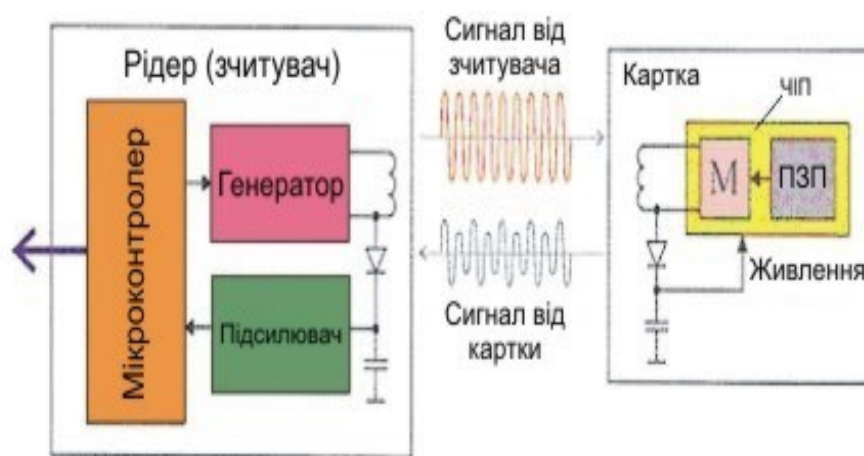 Рідер (зчитувач)
Мікроконтролер
Генератор
Підсилювач
Сигнал від
зчитувача
Сигнал від
картки
Картка
ЧІП
М
ПЗП
Живлення